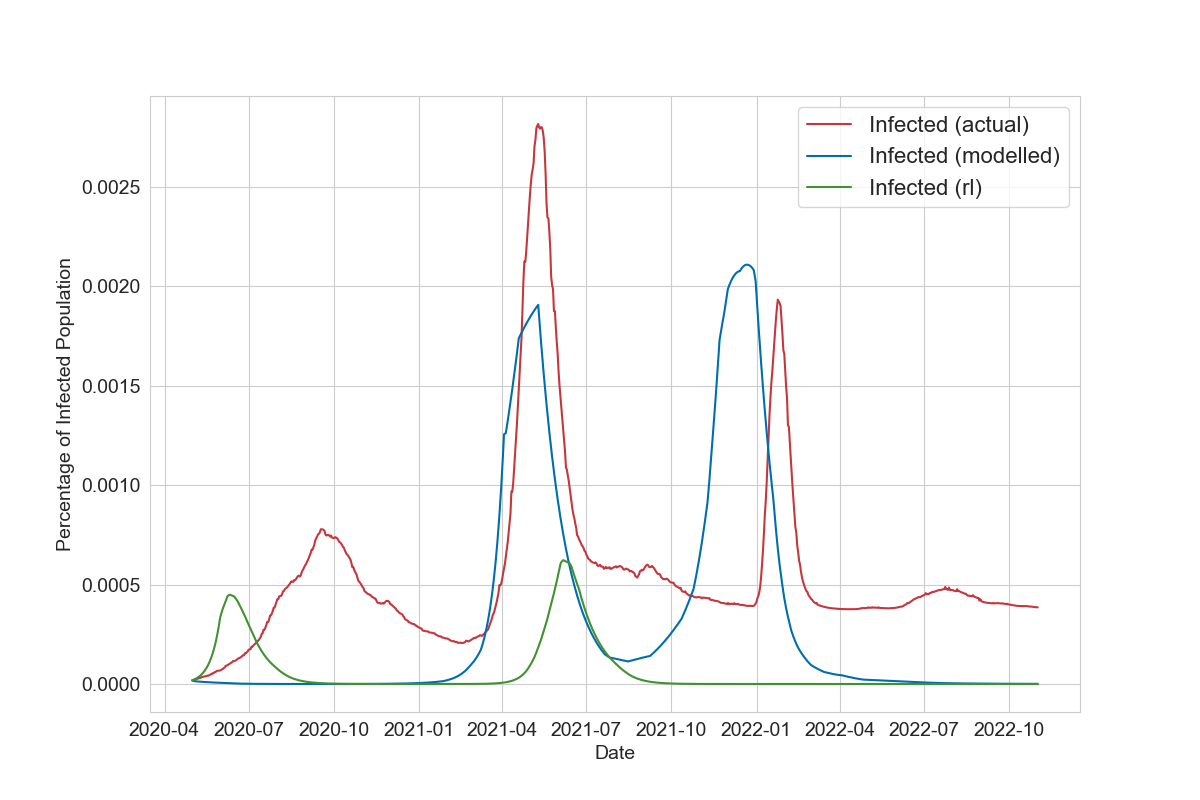 Infected (actual)
Infected (modelled)
Infected (rl)
Percentage of Infected Population
0.0025
0.0020
0.0015
0.0010
0.0005
0.0000
2020-04 2020-07 2020-10 2021-01 2021-04 2021-07 2021-10 2022-01 2022-04 2022-07 2022-10
Date